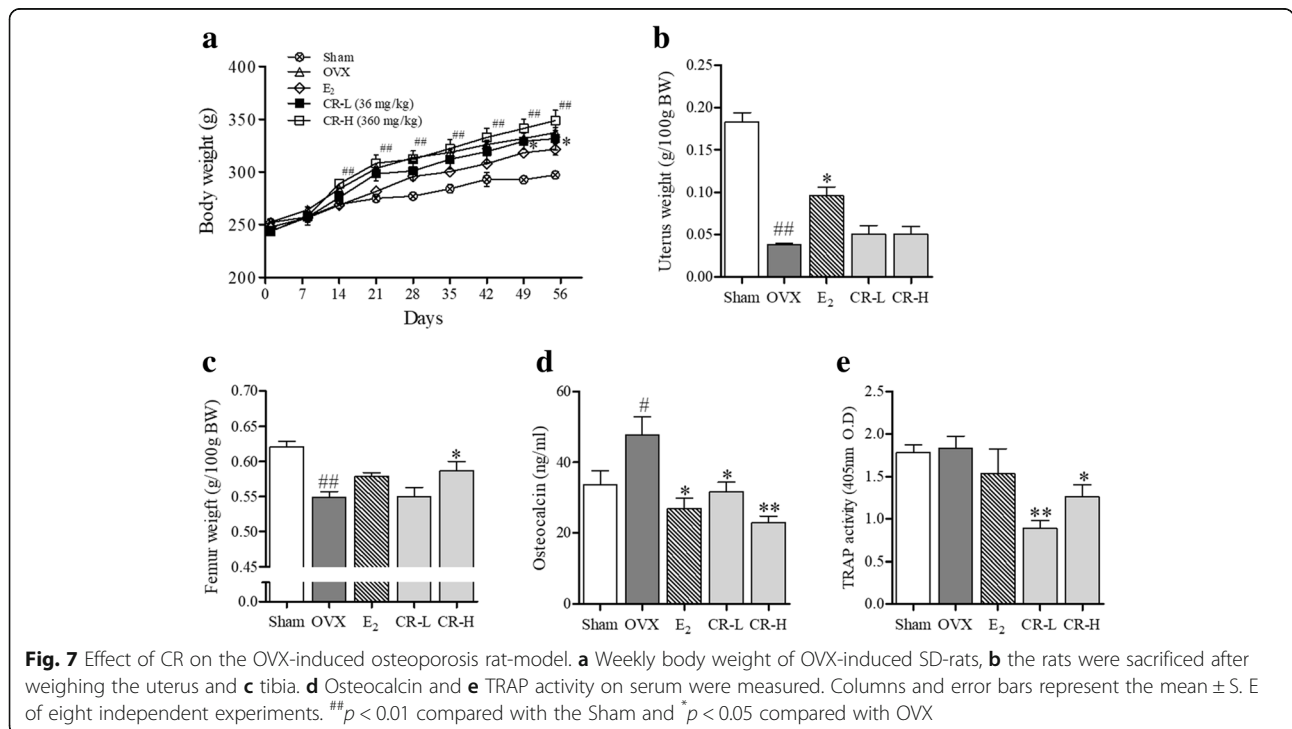 a
Sham
OVX
E2
CR-L (36 mg/kg)
CR-H (360 mg/kg)
Body weight (g)
400
350
300
250
200
## ## ## ## ## ## ##
* *
0 7 14 21 28 35 42 49 56
Days
b
Uterus weight (g/100g BW)
0.25
0.20
0.15
0.10
0.05
0.00
## *
Sham OVX E2 CR-L CR-H
c
Femur weigft (g/100g BW)
0.70
0.65
0.60
0.55
0.50
0.45
0.0
## *
Sham OVX E2 CR-L CR-H
d
Osteocalcin (ng/ml)
60
40
20
0
# * * **
Sham OVX E2 CR-L CR-H
e
TRAP activity (405nm O.D)
2.5
2.0
1.5
1.0
0.5
0.0
** *
Sham OVX E2 CR-L CR-H
Fig. 7 Effect of CR on the OVX-induced osteoporosis rat-model. a Weekly body weight of OVX-induced SD-rats, b the rats were sacrificed after
weighing the uterus and c tibia. d Osteocalcin and e TRAP activity on serum were measured. Columns and error bars represent the mean ± S. E
of eight independent experiments. ##p < 0.01 compared with the Sham and *p < 0.05 compared with OVX